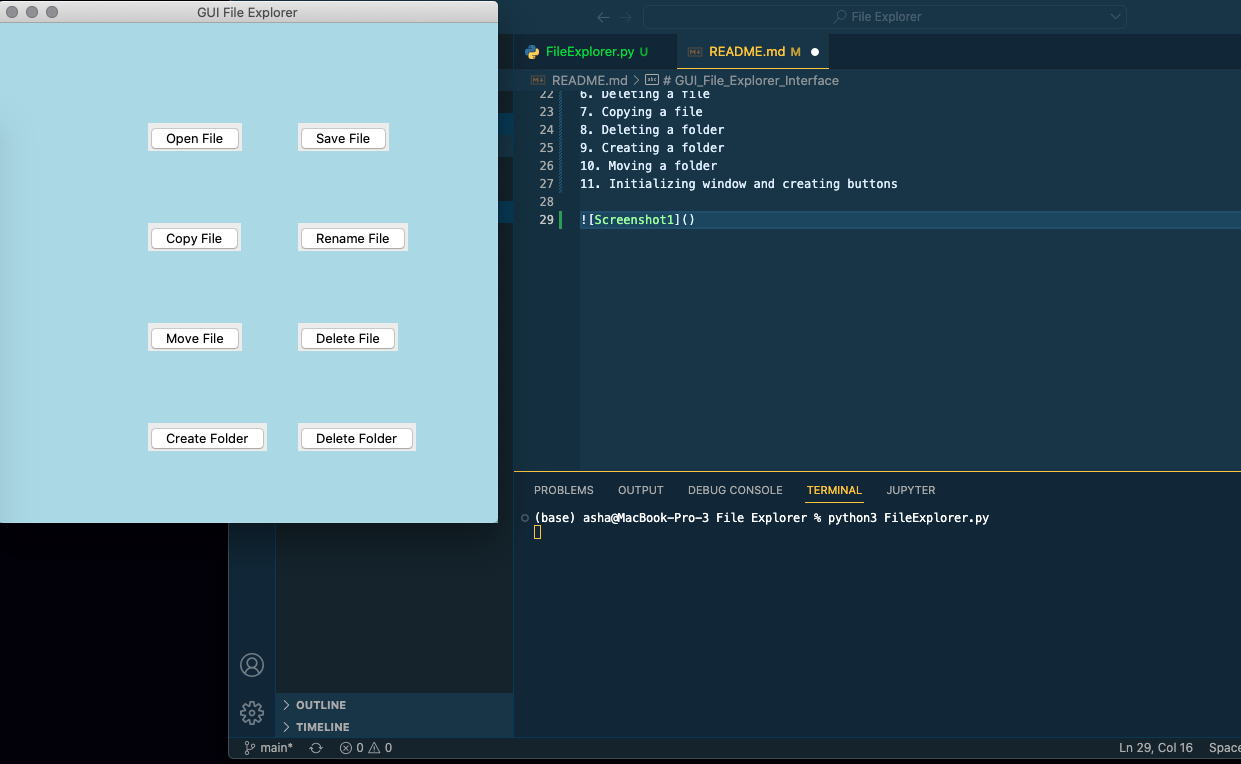 GUI File Explorer
Open File
Save File
Copy File
Rename File
Move File
Delete File
Create Folder
Delete Folder
File Explorer
FileExplorer.py U
README.md M
README.md > # GUI_File_Explorer_Interface
22 6. Deleting a file
23 7. Copying a file
24 8. Deleting a folder
25 9. Creating a folder
26 10. Moving a folder
27 11. Initializing window and creating buttons
28
29 ![Screenshot1]()
PROBLEMS OUTPUT DEBUG CONSOLE TERMINAL JUPYTER
(base) asha@MacBook-Pro-3 File Explorer % python3 FileExplorer.py
OUTLINE
TIMELINE
main* 0 0 Ln 29, Col 16 Space